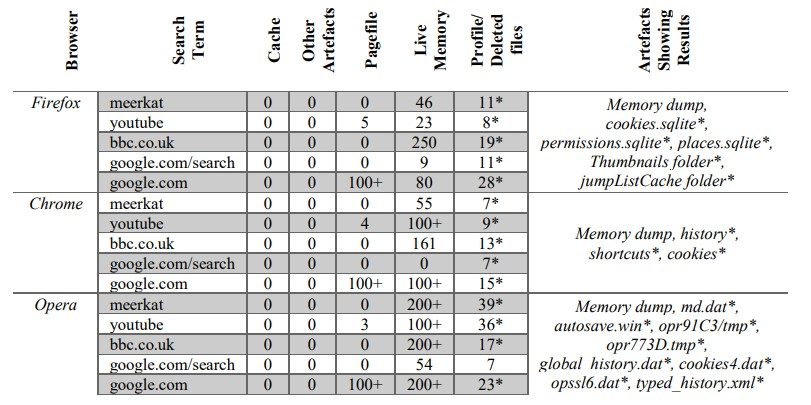 Browser Search Term Cache Other Artefacts Pagefile Live Memory Profile/ Deleted files Artefacts Showing Results
Firefox meerkat 0 0 0 46 11* Memory dump,
youtube 0 0 5 23 8* cookies.sqlite*,
bbc.co.uk 0 0 0 250 19* permissions.sqlite*, places.sqlite*,
google.com/search 0 0 0 9 11* Thumbnails folder*,
google.com 0 0 100+ 80 28* jumpListCache folder*
Chrome meerkat 0 0 0 55 7*
youtube 0 0 4 100+ 9* Memory dump, history*,
bbc.co.uk 0 0 0 161 13* shortcuts*, cookies*
google.com/search 0 0 0 0 7*
google.com 0 0 100+ 100+ 15*
Opera meerkat 0 0 0 200+ 39* Memory dump, md.dat*,
youtube 0 0 3 100+ 36* autosave.win*, opr91C3/tmp*,
bbc.co.uk 0 0 0 200+ 17* opr773D.tmp*,
google.com/search 0 0 0 54 7 global_history.dat*, cookies4.dat*,
google.com 0 0 100+ 200+ 23* opssl6.dat*, typed_history.xml*